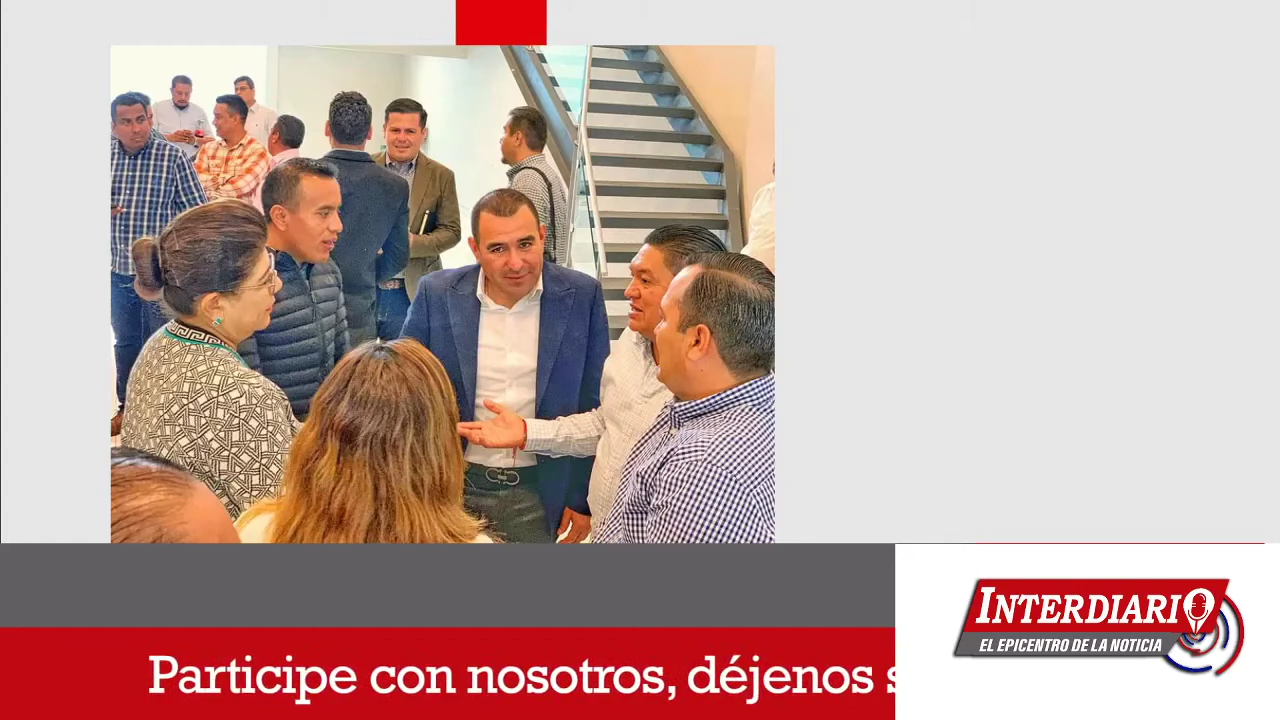 INTERDIARIO
EL EPICENTRO DE LA NOTICIA
Participe con nosotros, déjenos s